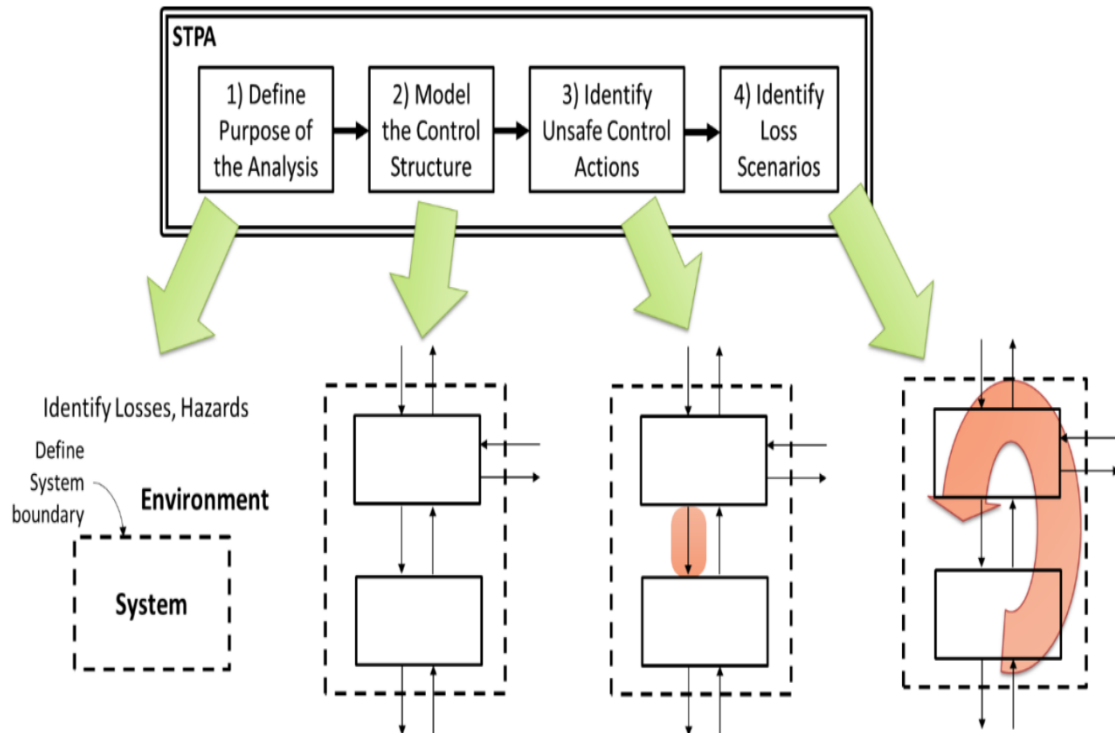 STPA
1) Define
Purpose of
the Analysis
2) Model
the Control
Structure
3) Identify
Unsafe Control
Actions
4) Identify
Loss
Scenarios
Identify Losses, Hazards
Define
System
boundary
Environment
System